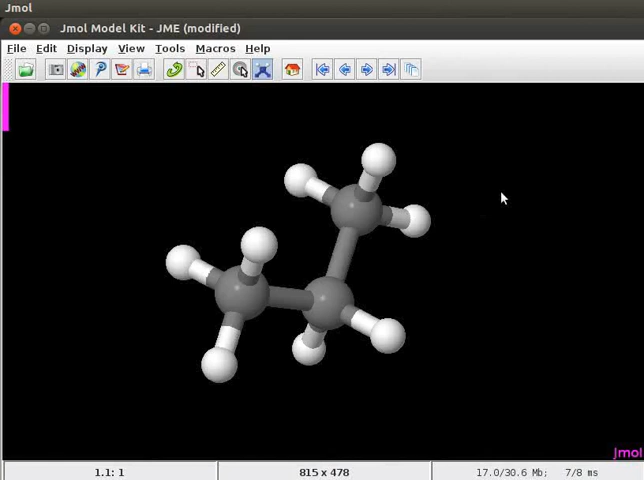 Jmol
Jmol Model Kit - JME (modified)
File Edit Display View Tools Macros Help
Jmol
1.1: 1 815 x 478 17.0/30.6 Mb; 7/8 ms